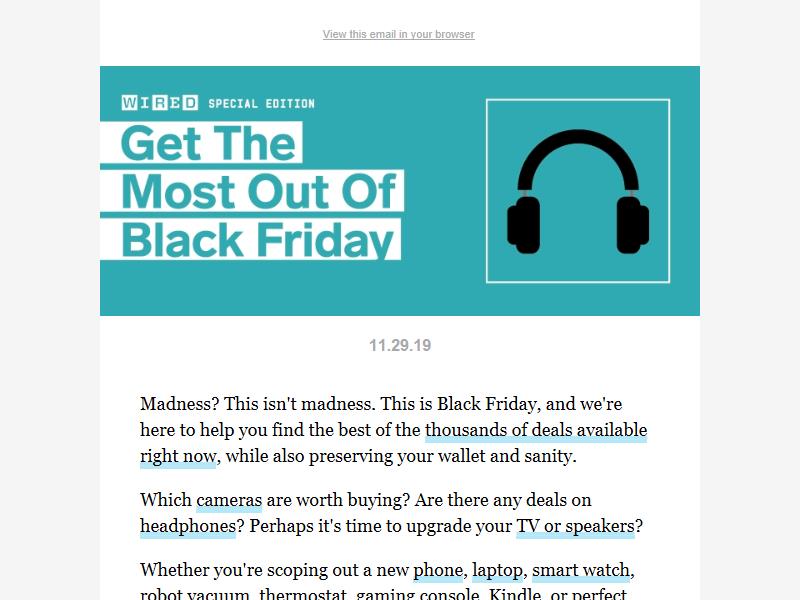 View this email in your browser
WIRED SPECIAL EDITION
Get The
Most Out Of
Black Friday
11.29.19
Madness? This isn't madness. This is Black Friday, and we're
here to help you find the best of the thousands of deals available
right now, while also preserving your wallet and sanity.
Which cameras are worth buying? Are there any deals on
headphones? Perhaps it's time to upgrade your TV or speakers?
Whether you're scoping out a new phone, laptop, smart watch,
robot vacuum, thermostat, gaming console, Kindle, or perfect